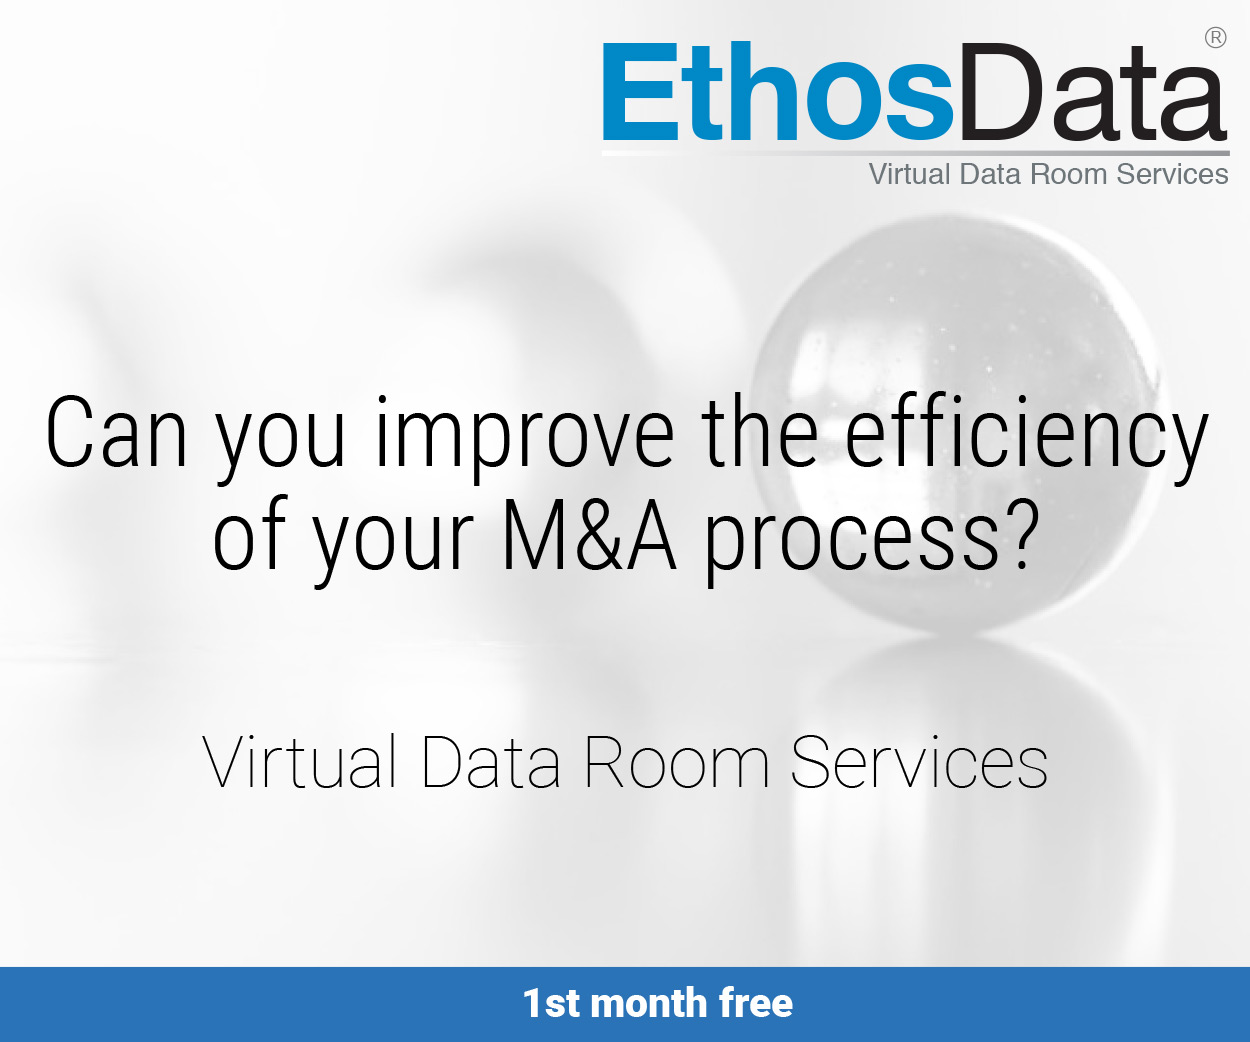 EthosData®
Virtual Data Room Services
Can you improve the efficiency
of your M&A process?
Virtual Data Room Services
1st month free